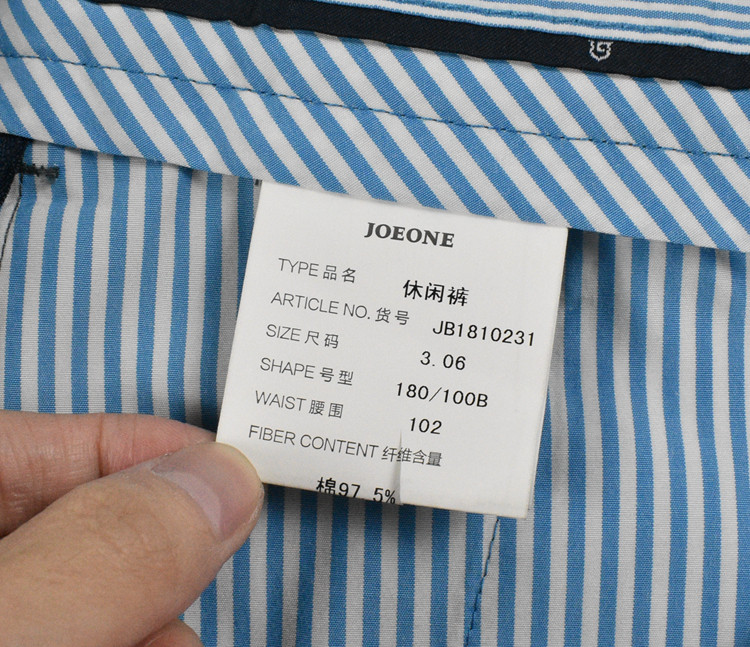 JOEONE
TYPE 品名 休闲裤
ARTICLE NO. 货号 JB1810231
SIZE 尺码 3.06
SHAPE 号型 180/100B
WAIST 腰围 102
FIBER CONTENT 纤维含量
棉97.5%